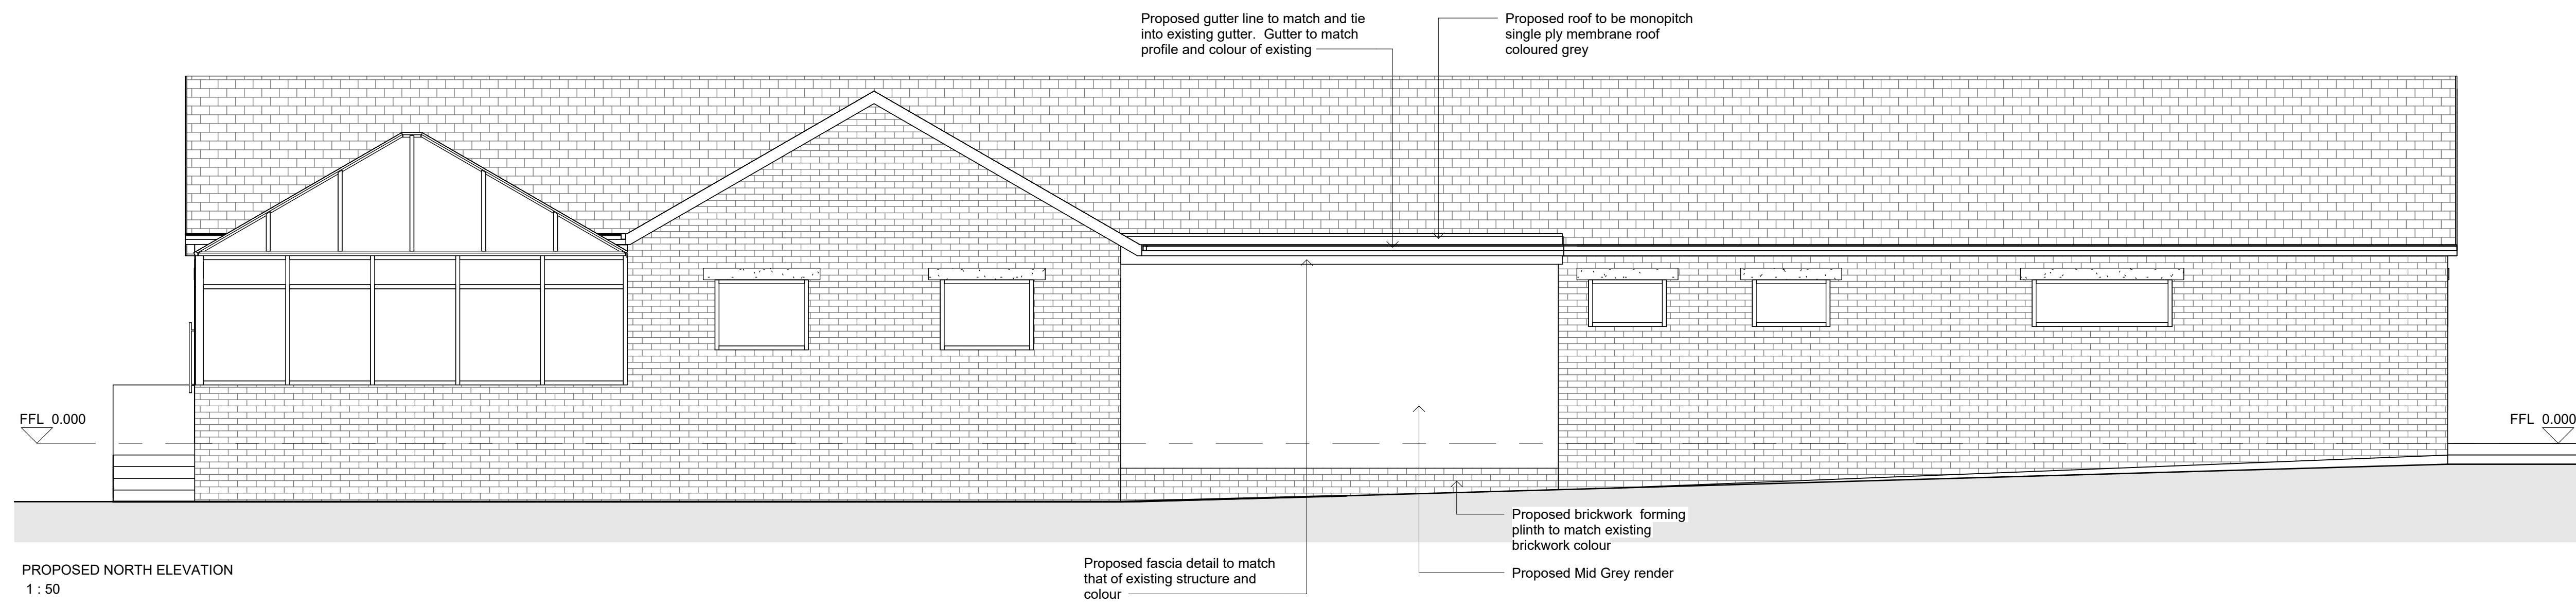 Proposed gutter line to match and tie
into existing gutter.  Gutter to match
profile and colour of existing
Proposed roof to be monopitch
single ply membrane roof
coloured grey
FFL  0.000
FFL  0.000
Proposed brickwork  forming
plinth to match existing
brickwork colour
Proposed fascia detail to match
that of existing structure and
colour
Proposed Mid Grey render
PROPOSED NORTH ELEVATION
1 : 50